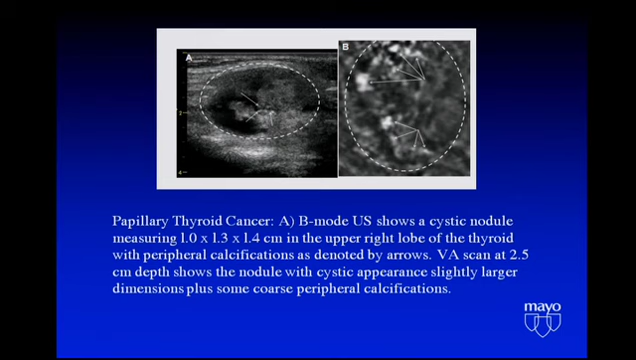 A
B
2
4
Papillary Thyroid Cancer: A) B-mode US shows a cystic nodule
measuring 1.0 x 1.3 x 1.4 cm in the upper right lobe of the thyroid
with peripheral calcifications as denoted by arrows. VA scan at 2.5
cm depth shows the nodule with cystic appearance slightly larger
dimensions plus some coarse peripheral calcifications.
mayo